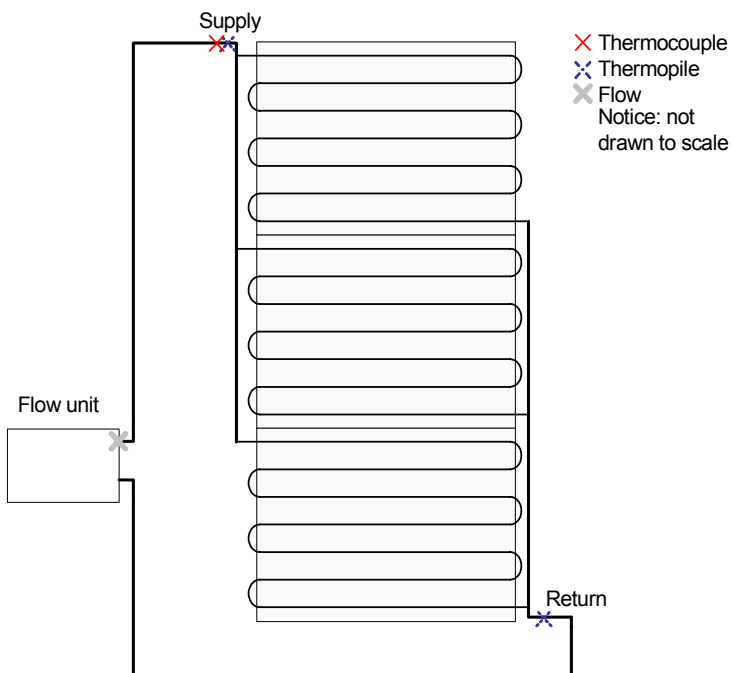 Supply
Thermocouple
Thermopile
Flow
Notice: not
drawn to scale
Flow unit
Return